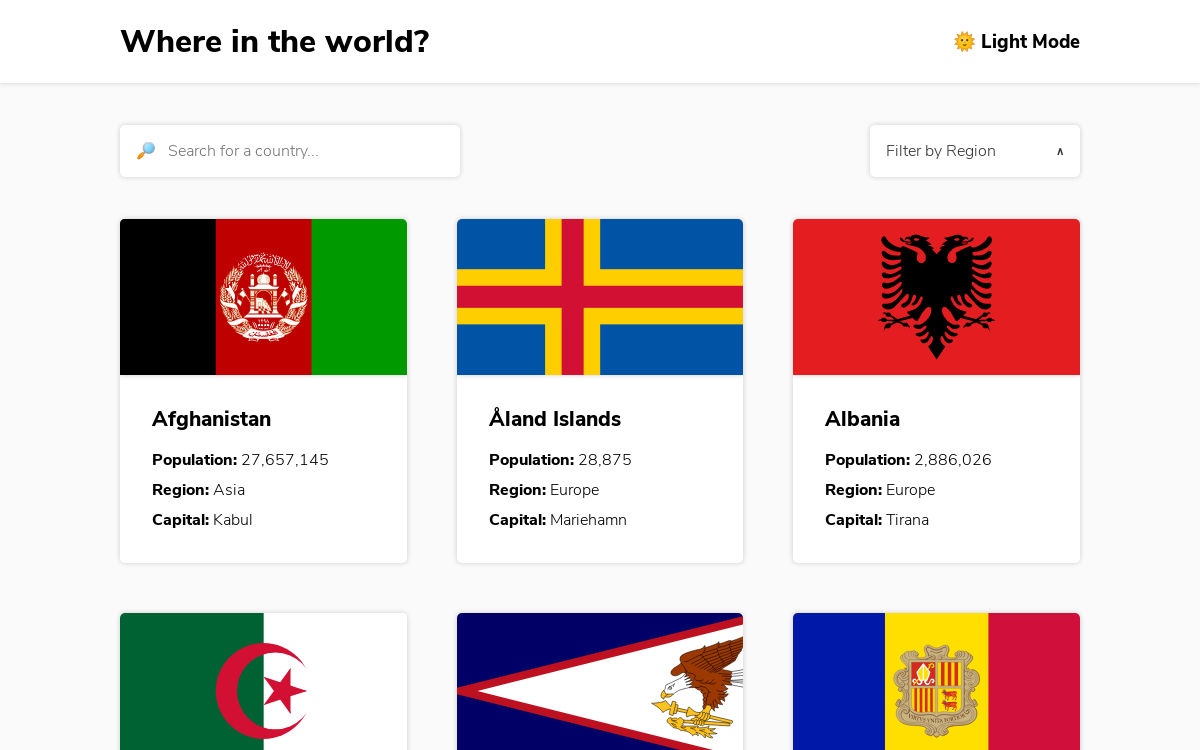 Where in the world?
🌞 Light Mode
🔎 Search for a country...
Filter by Region ∧
Afghanistan
Population: 27,657,145
Region: Asia
Capital: Kabul
Åland Islands
Population: 28,875
Region: Europe
Capital: Mariehamn
Albania
Population: 2,886,026
Region: Europe
Capital: Tirana